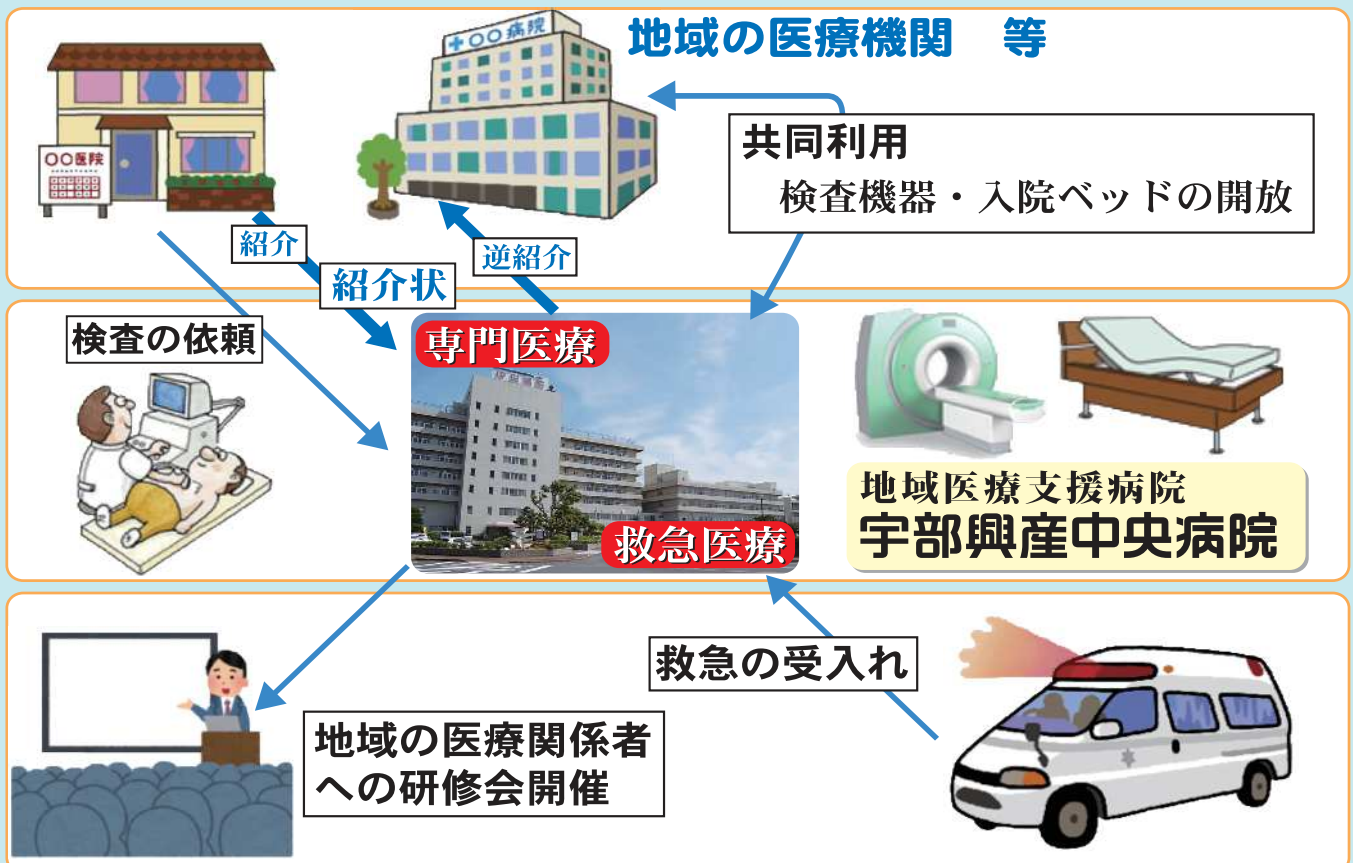 地域の医療機関　等
〇〇病院
〇〇医院
共同利用
検査機器・入院ベッドの開放
紹介
紹介状
逆紹介
検査の依頼
専門医療
救急医療
地域医療支援病院
宇部興産中央病院
救急の受入れ
地域の医療関係者
への研修会開催